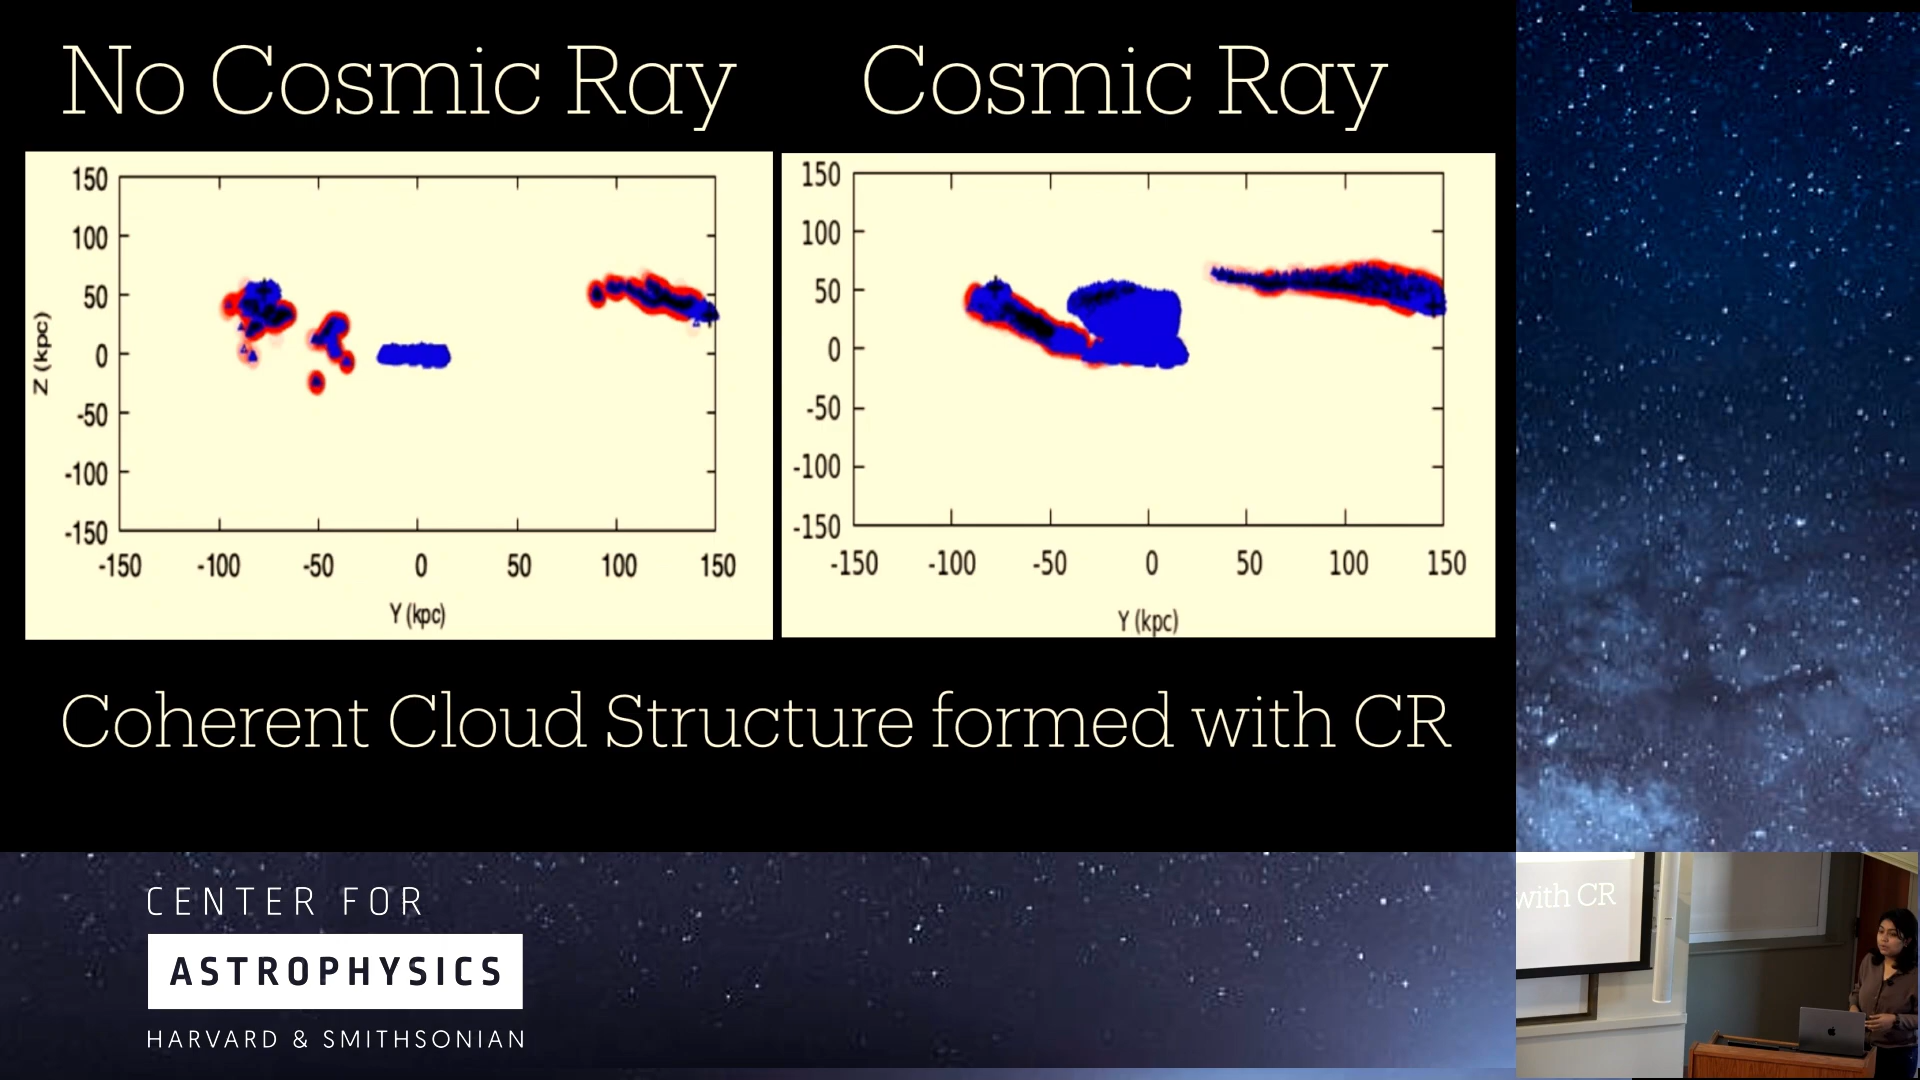 No Cosmic Ray
Cosmic Ray
150
100
50
0
-50
-100
-150
Z (kpc)
-150 -100 -50 0 50 100 150
Y (kpc)
150
100
50
0
-50
-100
-150
-150 -100 -50 0 50 100 150
Y (kpc)
Coherent Cloud Structure formed with CR
CENTER FOR
ASTROPHYSICS
HARVARD & SMITHSONIAN
with CR